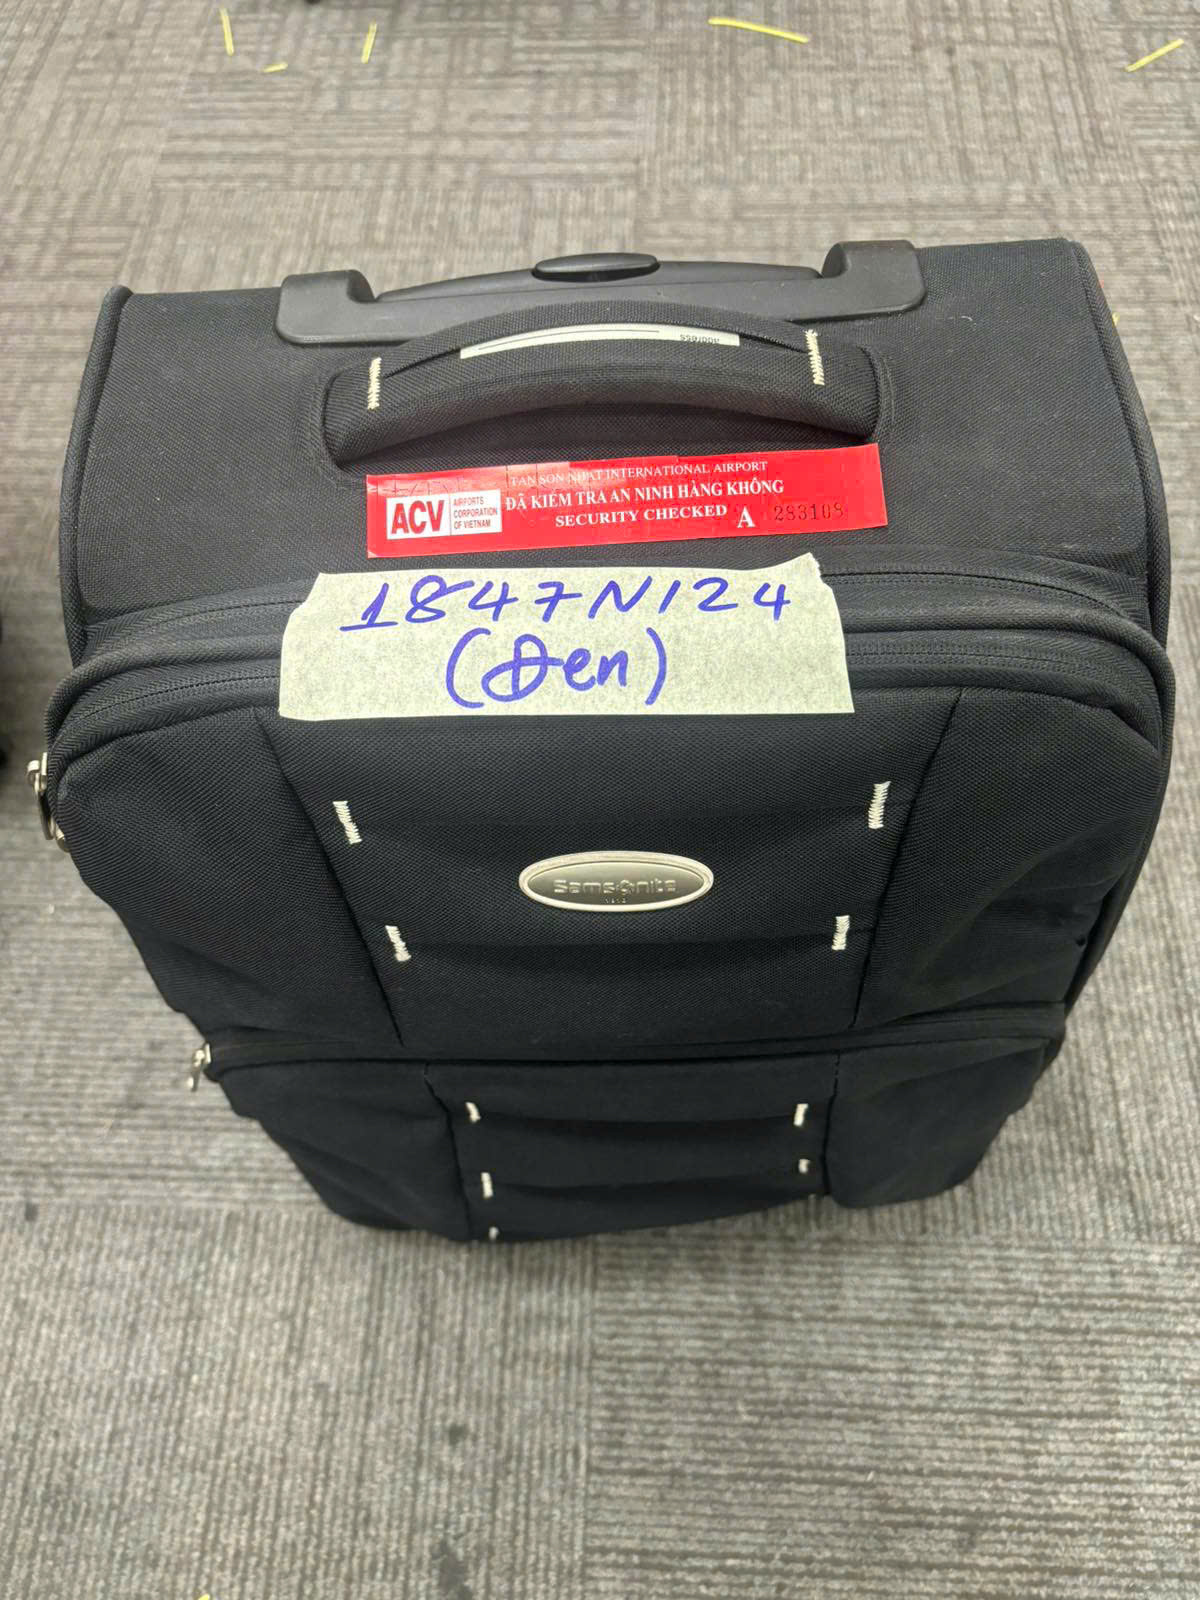 TAN SON NHAT INTERNATIONAL AIRPORT
ACV
AIRPORTS
CORPORATION
OF VIETNAM
ĐÃ KIỂM TRA AN NINH HÀNG KHÔNG
SECURITY CHECKED A 283108
1847N124
(Đen)
Samsonite